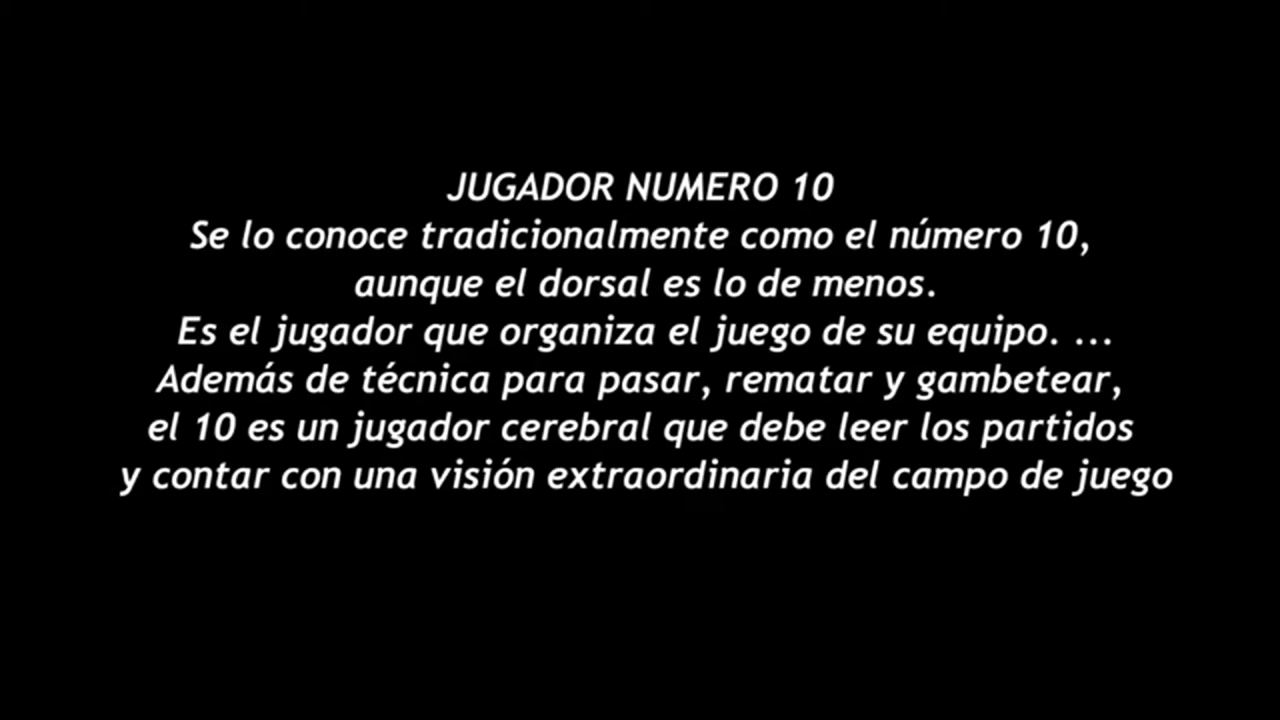 JUGADOR NUMERO 10
Se lo conoce tradicionalmente como el número 10,
aunque el dorsal es lo de menos.
Es el jugador que organiza el juego de su equipo. ...
Además de técnica para pasar, rematar y gambetear,
el 10 es un jugador cerebral que debe leer los partidos
y contar con una visión extraordinaria del campo de juego